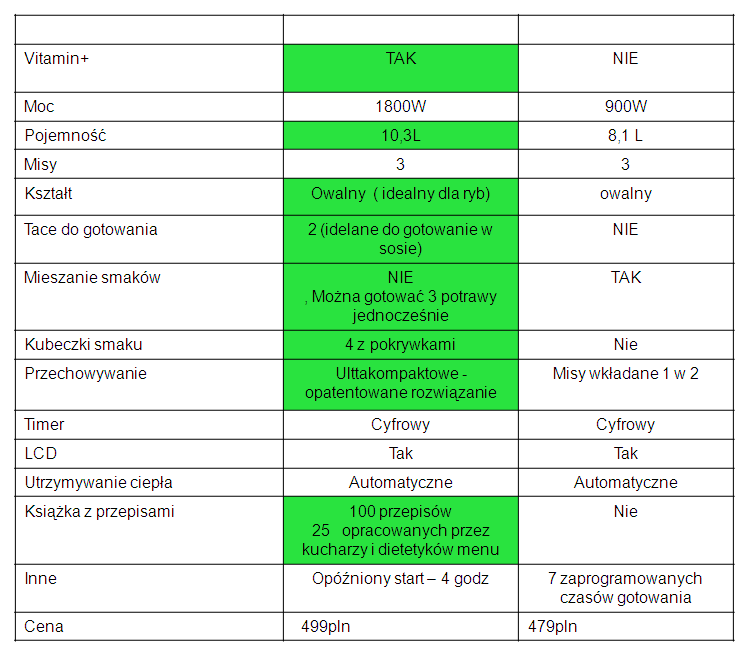 Vitamin+ TAK NIE
Moc 1800W 900W
Pojemność 10,3L 8,1 L
Misy 3 3
Kształt Owalny ( idealny dla ryb) owalny
Tace do gotowania 2 (idelane do gotowanie w NIE
sosie)
Mieszanie smaków NIE TAK
, Można gotować 3 potrawy
jednocześnie
Kubeczki smaku 4 z pokrywkami Nie
Przechowywanie Ulttakompaktowe - Misy wkładane 1 w 2
opatentowane rozwiązanie
Timer Cyfrowy Cyfrowy
LCD Tak Tak
Utrzymywanie ciepła Automatyczne Automatyczne
Książka z przepisami 100 przepisów Nie
25 opracowanych przez
kucharzy i dietetyków menu
Inne Opóźniony start – 4 godz 7 zaprogramowanych
czasów gotowania
Cena 499pln 479pln